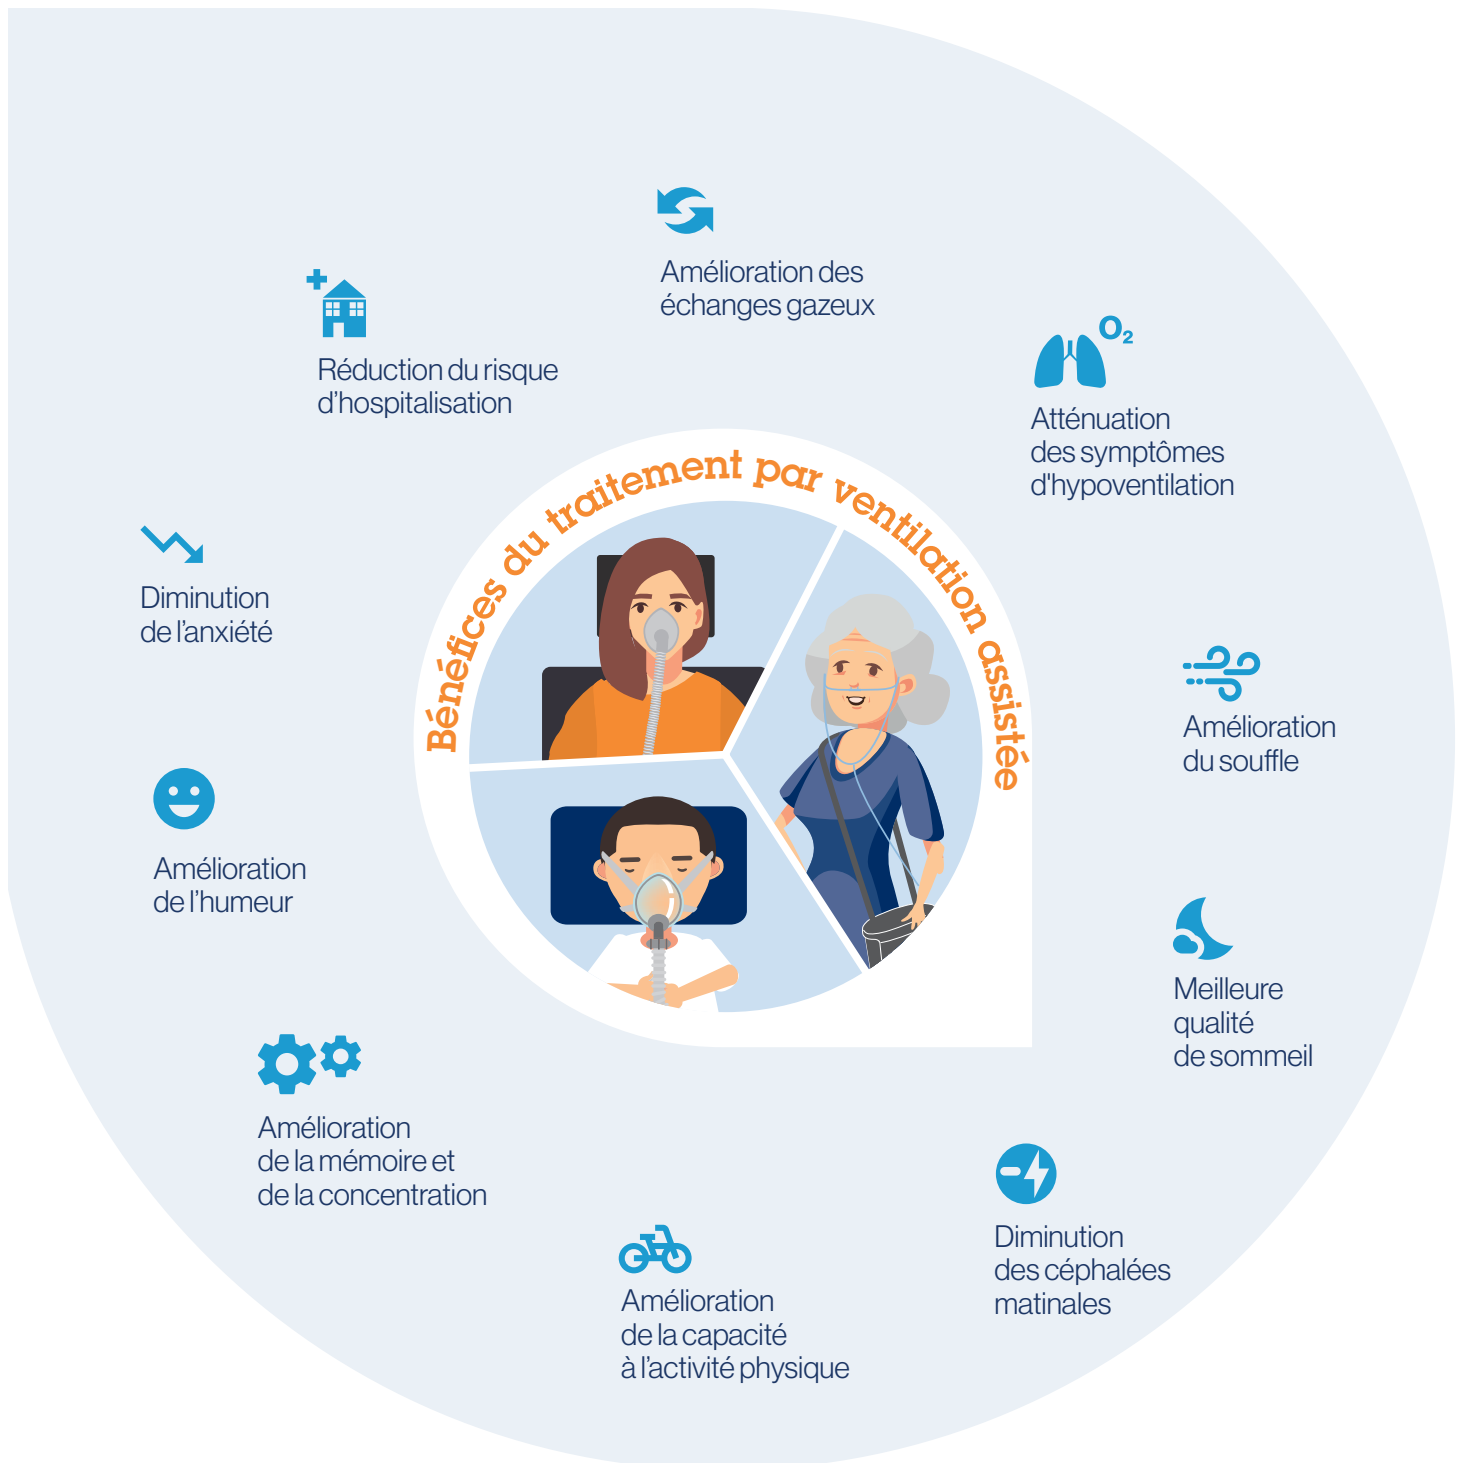 Bénéfices du traitement par ventilation assistée
Amélioration des
échanges gazeux
O₂
Atténuation
des symptômes
d'hypoventilation
Amélioration
du souffle
Meilleure
qualité
de sommeil
Diminution
des céphalées
matinales
Amélioration
de la capacité
à l’activité physique
Amélioration
de la mémoire et
de la concentration
Amélioration
de l’humeur
Diminution
de l’anxiété
Réduction du risque
d’hospitalisation